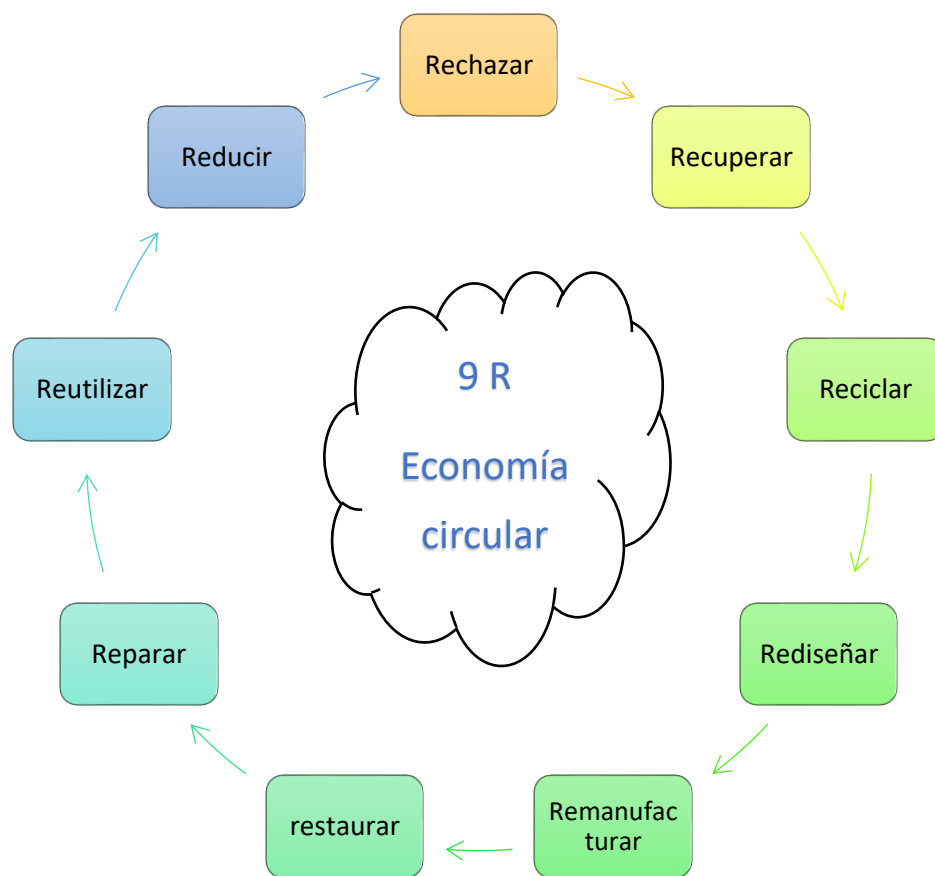 Rechazar
Recuperar
Reciclar
Rediseñar
Remanufac
turar
restaurar
Reparar
Reutilizar
Reducir
9 R
Economía
circular